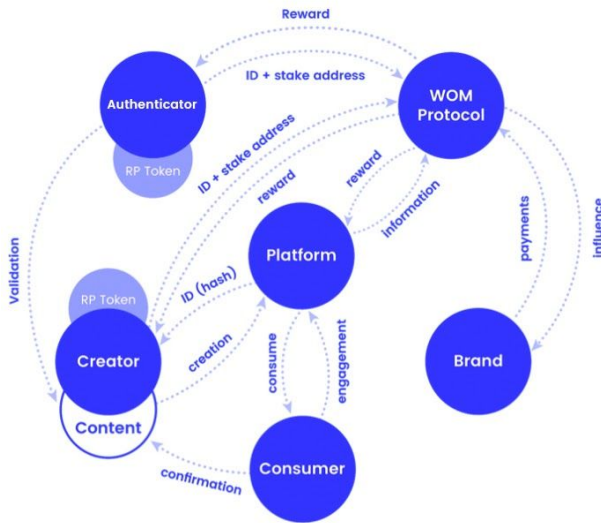 Reward
ID + stake address
Authenticator
RP Token
WOM
Protocol
ID + stake address
reward
reward
information
Platform
payments
influence
Validation
ID (hash)
RP Token
Creator
creation
consume
engagement
Brand
Content
confirmation
Consumer